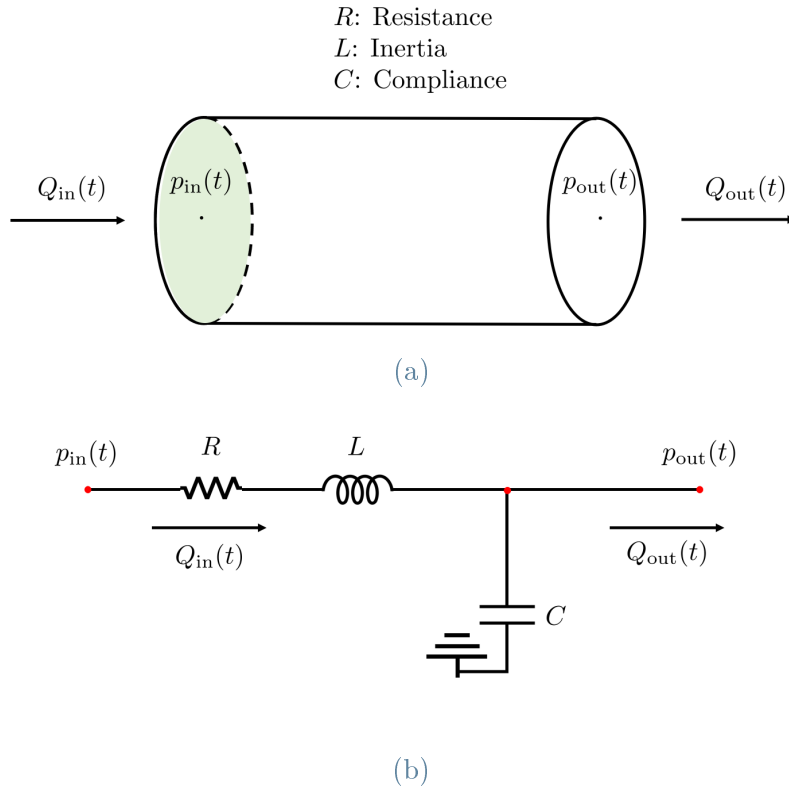 R: Resistance
L: Inertia
C: Compliance
Q_in(t)
p_in(t)
p_out(t)
Q_out(t)
(a)
p_in(t)
R
L
p_out(t)
Q_in(t)
Q_out(t)
C
(b)